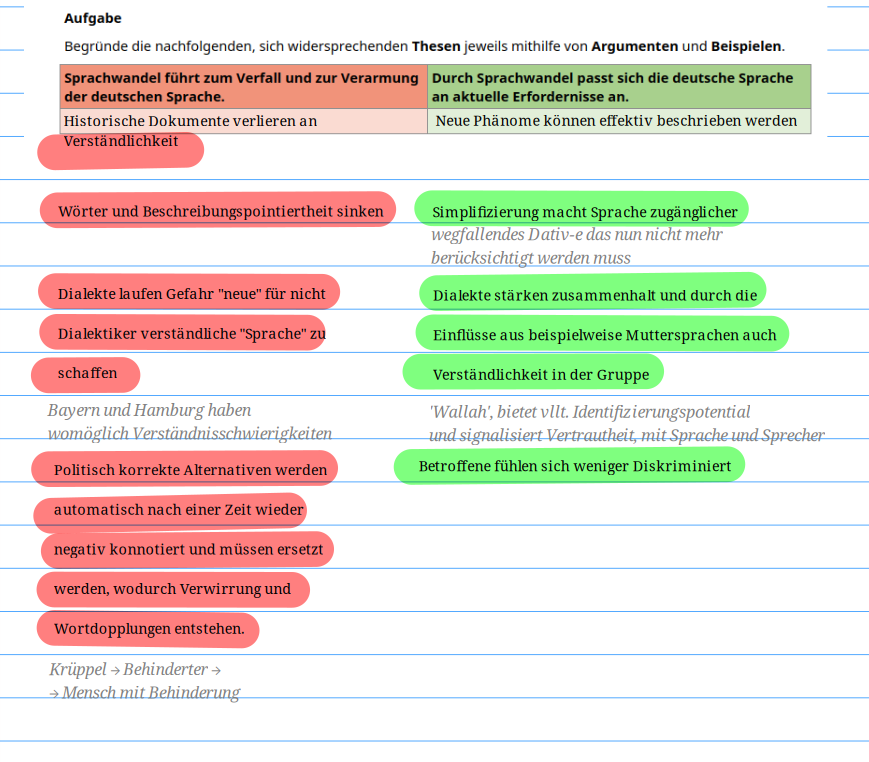 Aufgabe
Begründe die nachfolgenden, sich widersprechenden Thesen jeweils mithilfe von Argumenten und Beispielen.
Sprachwandel führt zum Verfall und zur Verarmung
der deutschen Sprache.
Durch Sprachwandel passt sich die deutsche Sprache
an aktuelle Erfordernisse an.
Historische Dokumente verlieren an
Verständlichkeit
Neue Phänome können effektiv beschrieben werden
Wörter und Beschreibungspointiertheit sinken
Simplifizierung macht Sprache zugänglicher
wegfallendes Dativ-e das nun nicht mehr
berücksichtigt werden muss
Dialekte laufen Gefahr "neue" für nicht
Dialektiker verständliche "Sprache" zu
schaffen
Bayern und Hamburg haben
womöglich Verständnisschwierigkeiten
Dialekte stärken zusammenhalt und durch die
Einflüsse aus beispielweise Muttersprachen auch
Verständlichkeit in der Gruppe
'Wallah', bietet vllt. Identifizierungspotential
und signalisiert Vertrautheit, mit Sprache und Sprecher
Politisch korrekte Alternativen werden
automatisch nach einer Zeit wieder
negativ konnotiert und müssen ersetzt
werden, wodurch Verwirrung und
Wortdopplungen entstehen.
Krüppel → Behinderter →
→ Mensch mit Behinderung
Betroffene fühlen sich weniger Diskriminiert